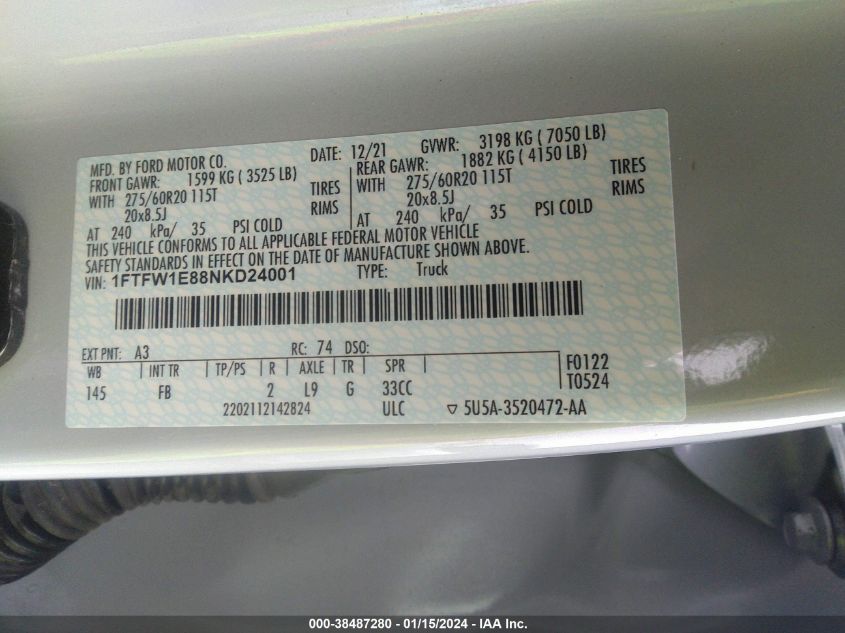 MFD. BY FORD MOTOR CO. DATE: 12/21 GVWR: 3198 KG ( 7050 LB)
FRONT GAWR: 1599 KG ( 3525 LB) REAR GAWR: 1882 KG ( 4150 LB)
WITH 275/60R20 115T TIRES WITH 275/60R20 115T TIRES
20x8.5J RIMS 20x8.5J RIMS
AT 240 kPa/ 35 PSI COLD AT 240 kPa/ 35 PSI COLD
THIS VEHICLE CONFORMS TO ALL APPLICABLE FEDERAL MOTOR VEHICLE
SAFETY STANDARDS IN EFFECT ON THE DATE OF MANUFACTURE SHOWN ABOVE.
VIN: 1FTFW1E88NKD24001 TYPE: Truck
EXT PNT: A3 RC: 74 DSO:
WB INT TR TP/PS R AXLE TR SPR F0122
145 FB 2 L9 G 33CC T0524
2202112142824 ULC ▽ 5U5A-3520472-AA
000-38487280 - 01/15/2024 - IAA Inc.